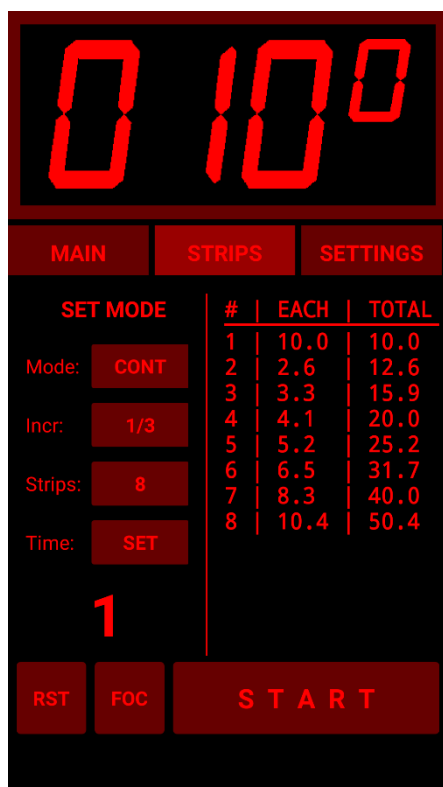 0100
MAIN STRIPS SETTINGS
SET MODE
Mode: CONT
Incr: 1/3
Strips: 8
Time: SET
1
# | EACH | TOTAL
1 | 10.0 | 10.0
2 | 2.6 | 12.6
3 | 3.3 | 15.9
4 | 4.1 | 20.0
5 | 5.2 | 25.2
6 | 6.5 | 31.7
7 | 8.3 | 40.0
8 | 10.4 | 50.4
RST FOC START